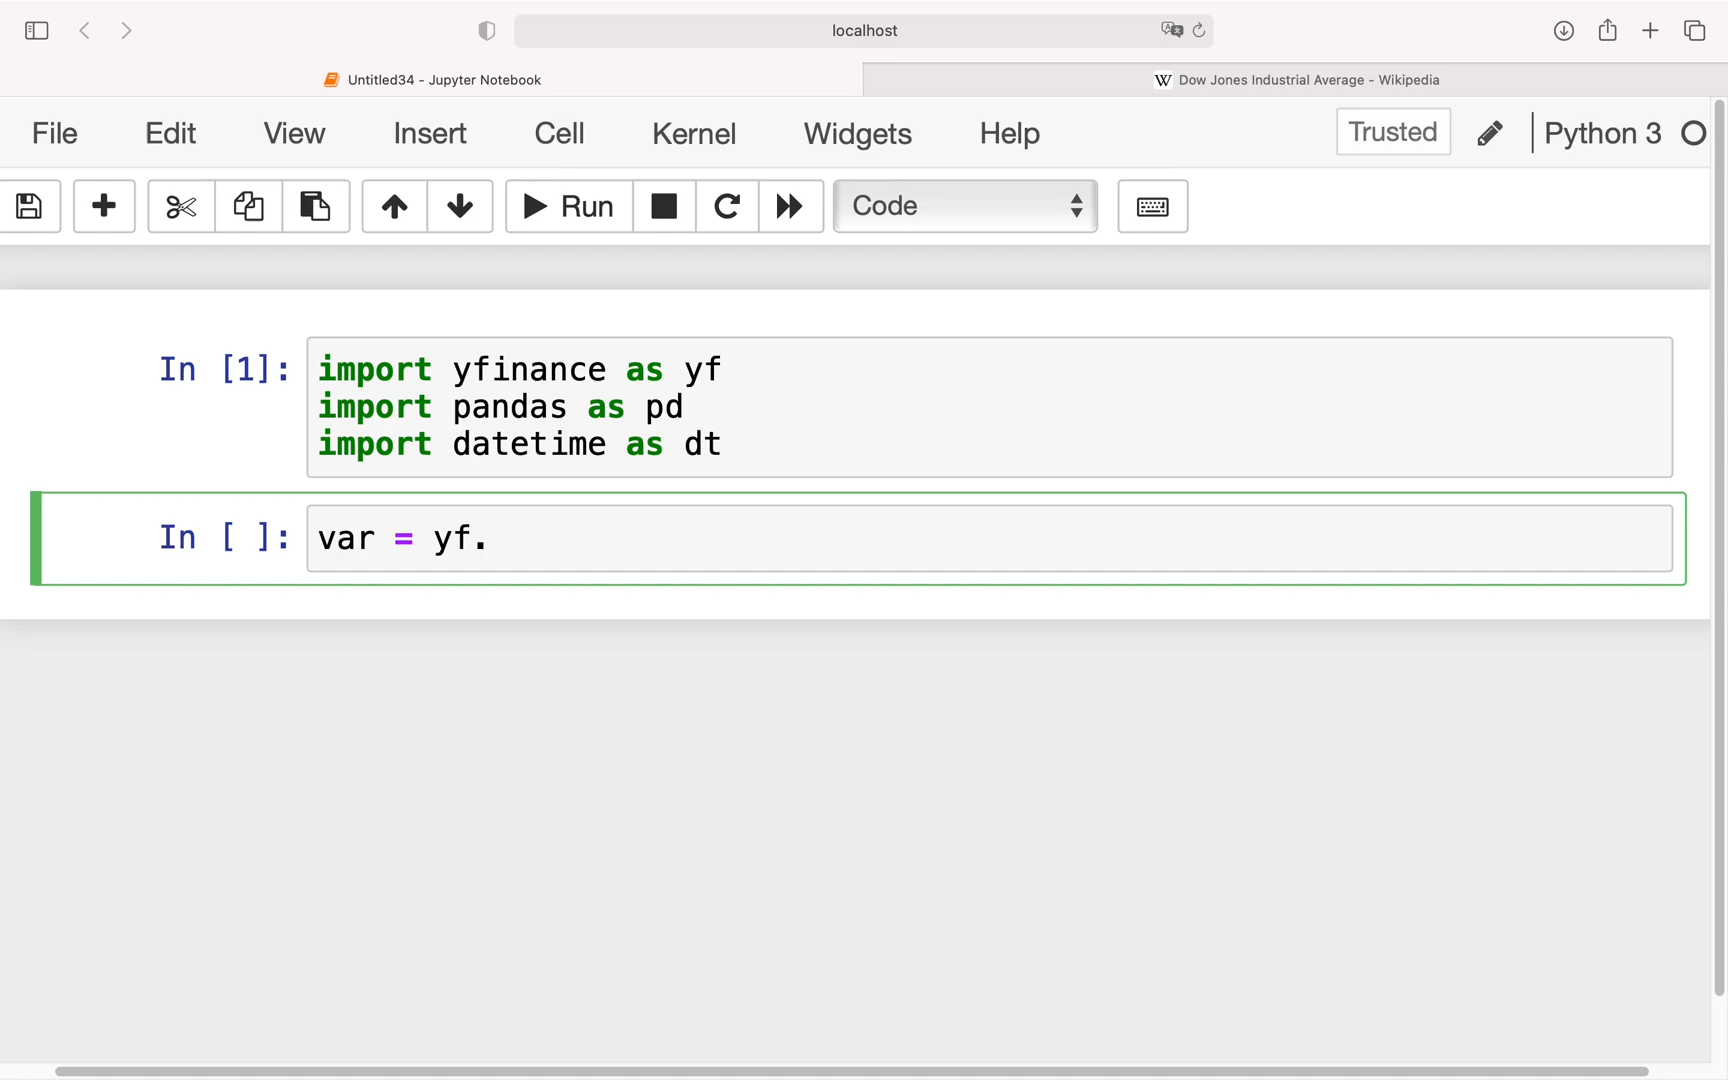 localhost
Untitled34 - Jupyter Notebook
Dow Jones Industrial Average - Wikipedia
File Edit View Insert Cell Kernel Widgets Help Trusted Python 3
Run Code
In [1]: import yfinance as yf
import pandas as pd
import datetime as dt
In [ ]: var = yf.